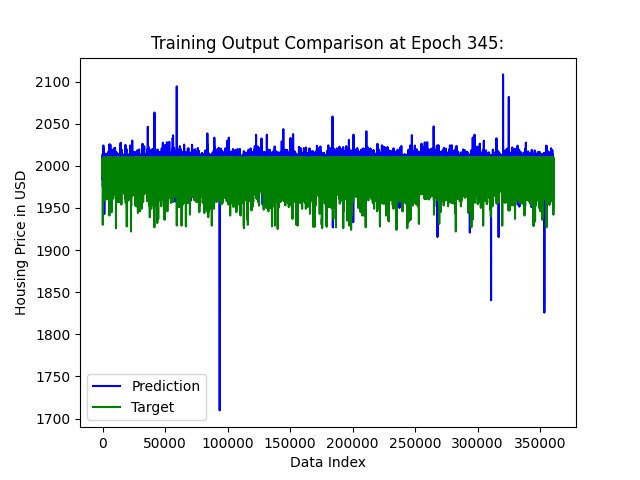 Training Output Comparison at Epoch 345:
2100
2050
2000
1950
1900
1850
1800
1750
1700
Housing Price in USD
Prediction
Target
0 50000 100000 150000 200000 250000 300000 350000
Data Index